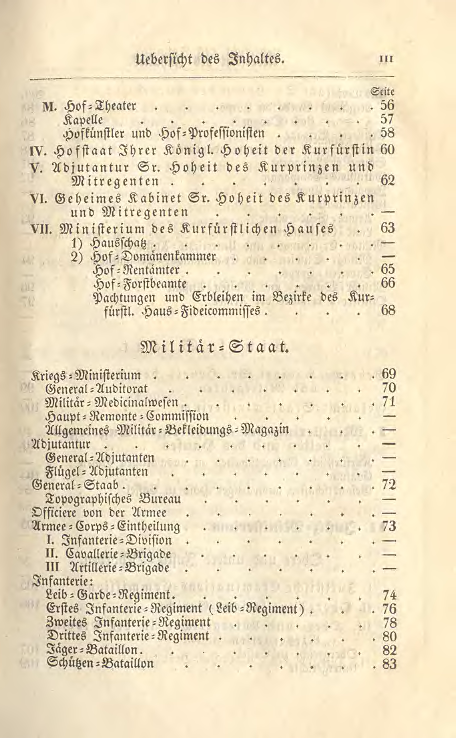 Uebersicht des Inhaltes. III
Seite
M. Hof=Theater . . . . . . . . 56
Kapelle . . . . . . . . 57
Hofkünstler und Hof=Professionisten . . . . 58
IV. Hofstaat Ihrer Königl. Hoheit der Kurfürstin 60
V. Adjutantur Sr. Hoheit des Kurprinzen und
Mitregenten . . . . . . . . 62
VI. Geheimes Kabinet Sr. Hoheit des Kurprinzen
und Mitregenten . . . . . . . —
VII. Ministerium des Kurfürstlichen Hauses . 63
1) Hausschatz . . . . . . . . —
2) Hof=Domänenkammer . . . . . . —
Hof=Rentämter . . . . . . . 65
Hof=Forstbeamte . . . . . . . 66
Pachtungen und Erbleihen im Bezirke des Kur=
fürstl. Haus=Fideicommisses . . . . 68
Militär=Staat.
Kriegs=Ministerium . . . . . . . 69
General=Auditorat . . . . . . . 70
Militär=Medicinalwesen . . . . . . 71
Haupt=Remonte=Commission . . . . . —
Allgemeines Militär=Bekleidungs=Magazin . . . —
Adjutantur . . . . . . . . —
General=Adjutanten . . . . . . —
Flügel=Adjutanten . . . . . . —
General=Staab . . . . . . . . 72
Topographisches Bureau . . . . . —
Officiere von der Armee . . . . . . —
Armee=Corps=Eintheilung . . . . . 73
I. Infanterie=Division . . . . . . —
II. Cavallerie=Brigade . . . . . . —
III Artillerie=Brigade . . . . . . —
Infanterie:
Leib=Garde=Regiment . . . . . . 74
Erstes Infanterie=Regiment (Leib=Regiment) . . . 76
Zweites Infanterie=Regiment . . . . . 78
Drittes Infanterie=Regiment . . . . . 80
Jäger=Bataillon . . . . . . . 82
Schützen=Bataillon . . . . . . 83